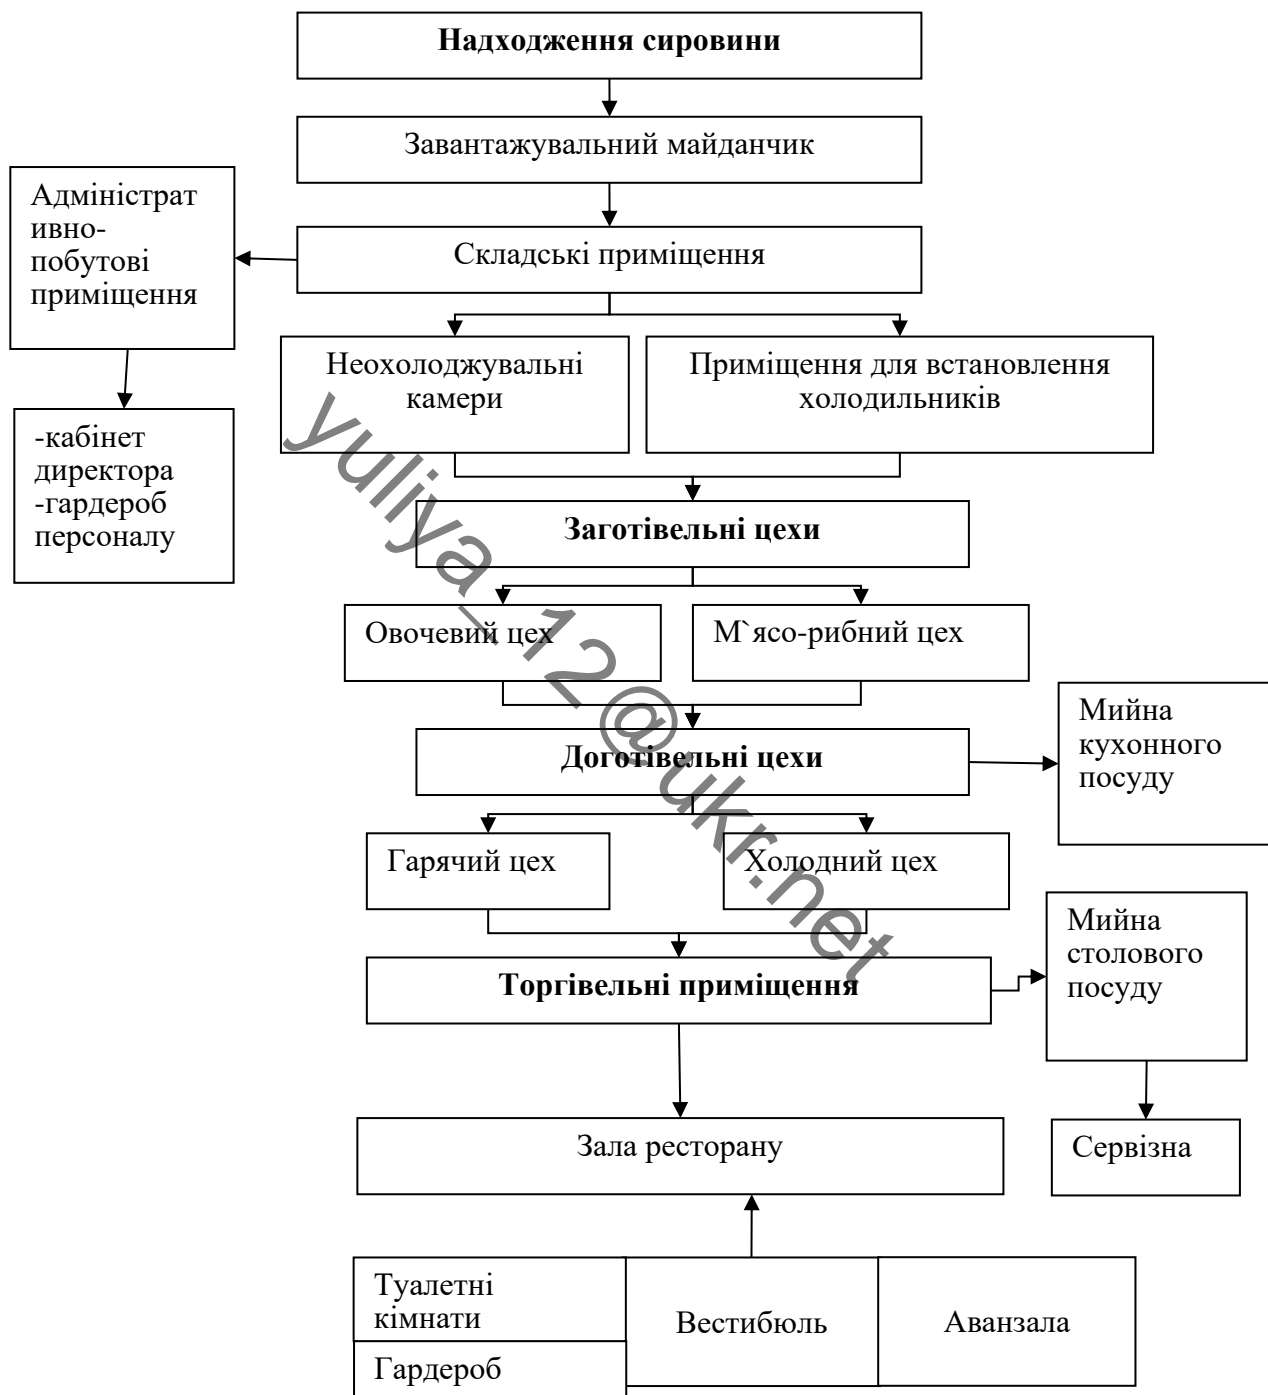 Надходження сировини
Завантажувальний майданчик
Адміністрат
ивно-
побутові
приміщення
Складські приміщення
Неохолоджувальні
камери
Приміщення для встановлення
холодильників
-кабінет
директора
-гардероб
персоналу
Заготівельні цехи
Овочевий цех
М`ясо-рибний цех
Мийна
кухонного
посуду
Доготівельні цехи
Гарячий цех
Холодний цех
Мийна
столового
посуду
Торгівельні приміщення
Зала ресторану
Сервізна
Туалетні
кімнати
Вестибюль
Аванзала
Гардероб
yuliya_12@ukr.net